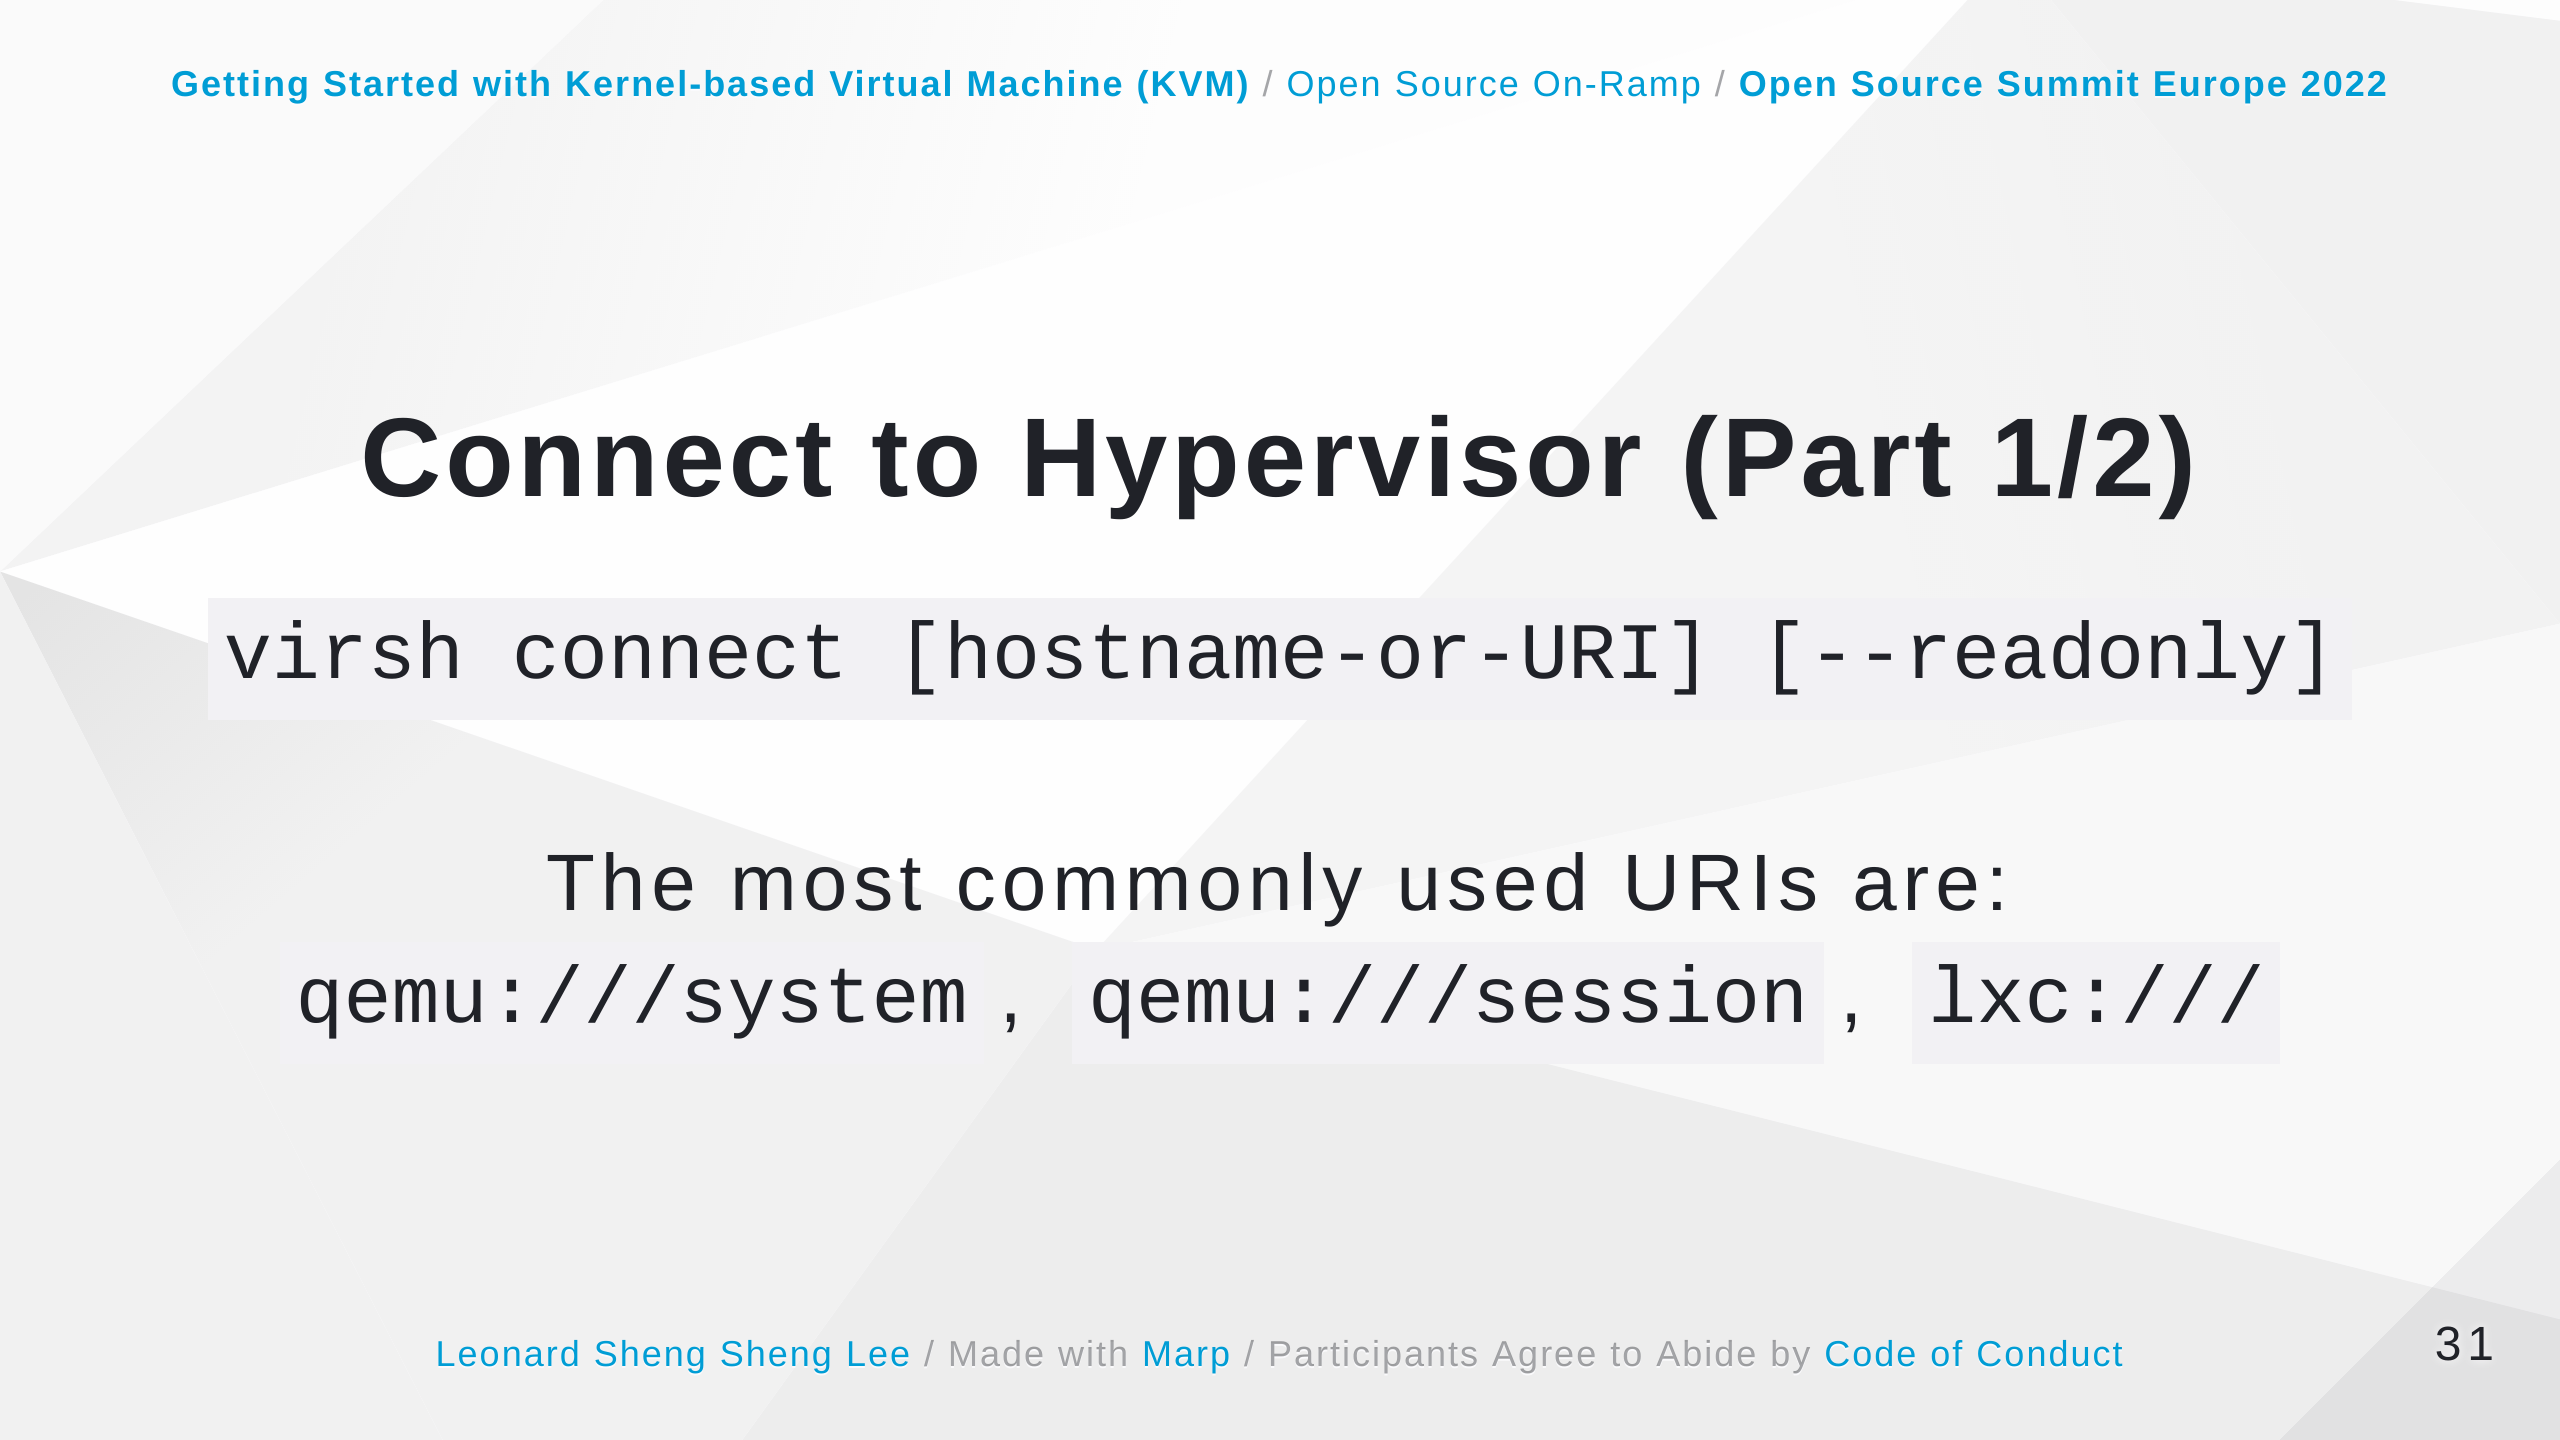 Getting Started with Kernel-based Virtual Machine (KVM) / Open Source On-Ramp / Open Source Summit Europe 2022
Connect to Hypervisor (Part 1/2)
virsh connect [hostname-or-URI] [--readonly]
The most commonly used URIs are:
qemu:///system, qemu:///session, lxc:///
Leonard Sheng Sheng Lee / Made with Marp / Participants Agree to Abide by Code of Conduct
31